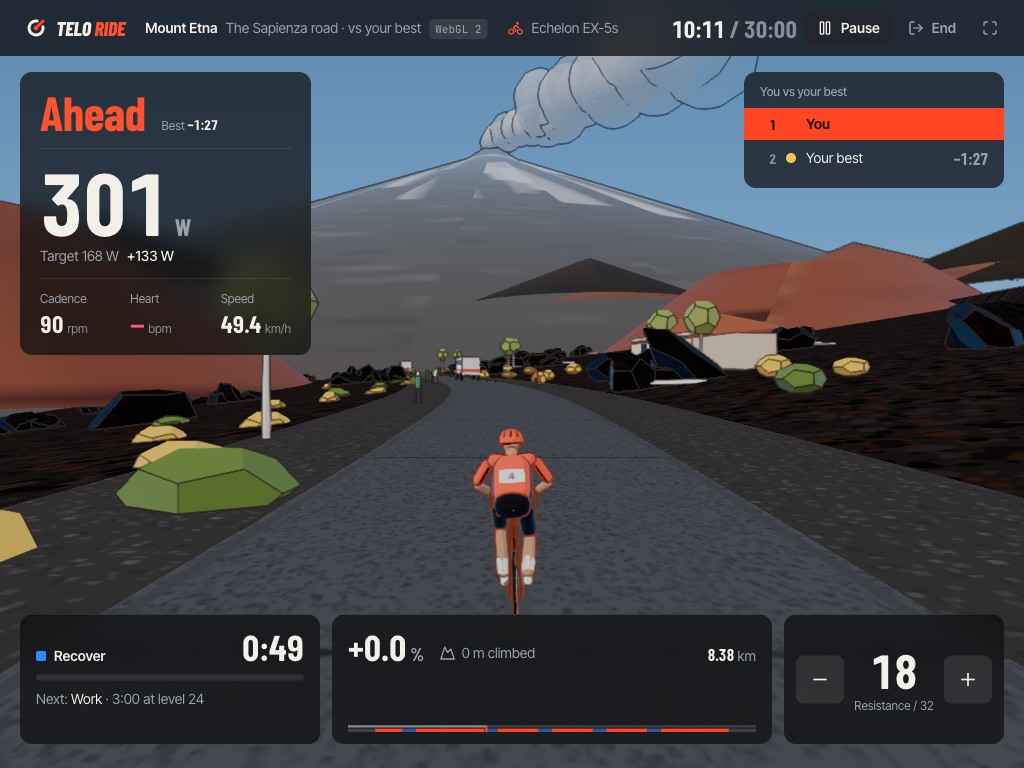 TELO RIDE
Mount Etna The Sapienza road · vs your best WebGL 2
Echelon EX-5s
10:11 / 30:00
Pause
End
Ahead Best −1:27
301 W
Target 168 W +133 W
Cadence Heart Speed
90 rpm – bpm 49.4 km/h
You vs your best
1 You
2 Your best −1:27
4
Recover 0:49
Next: Work · 3:00 at level 24
+0.0 % 0 m climbed 8.38 km
− 18 +
Resistance / 32